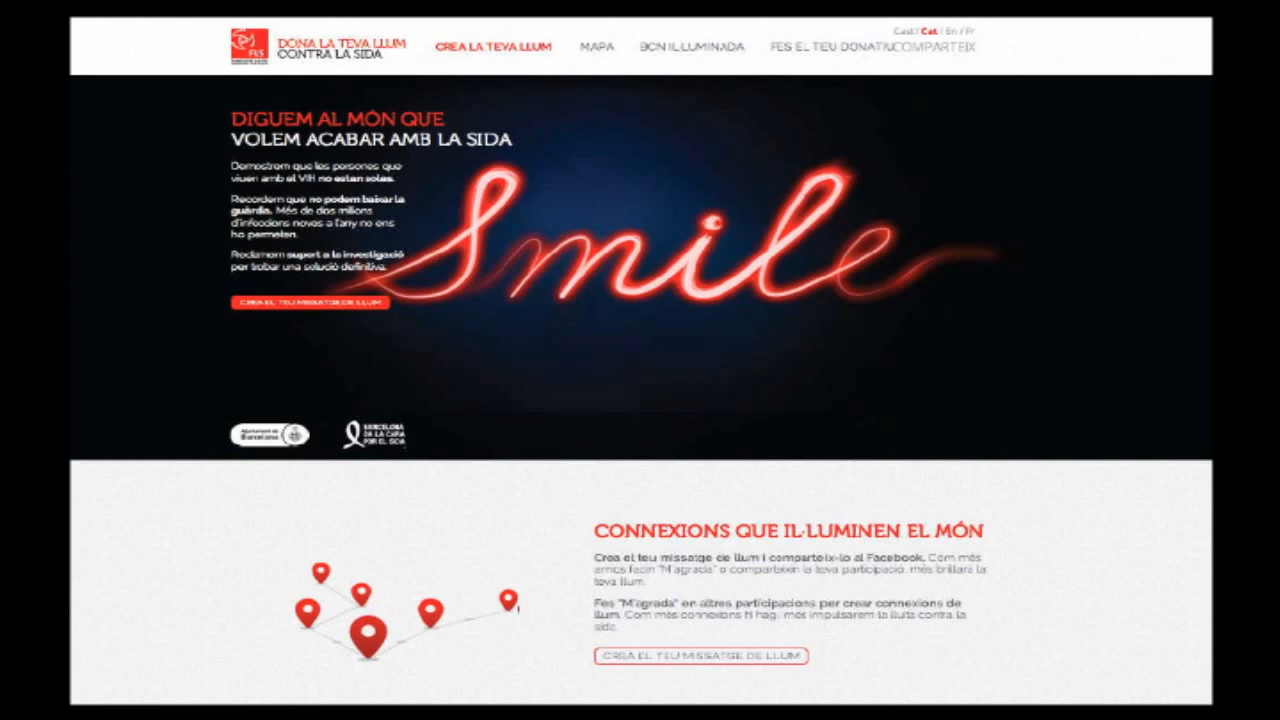 FES
DÓNA LA TEVA LLUM
CONTRA LA SIDA
CREA LA TEVA LLUM
MAPA
BCN IL·LUMINADA
FES EL TEU DONATIU
COMPARTEIX
Cast / Cat / En / Fr
DIGUEM AL MÓN QUE
VOLEM ACABAR AMB LA SIDA
Demostrem que les persones que
viuen amb el VIH no estan soles.
Recordem que no podem baixar la
guàrdia. Més de dos milions
d'infeccions noves a l'any no ens
ho permeten.
Reclamem suport a la investigació
per trobar una solució definitiva.
CREA EL TEU MISSATGE DE LLUM
Smile
Ajuntament de
Barcelona
BARCELONA
DA LA CARA
POR EL SIDA
CONNEXIONS QUE IL·LUMINEN EL MÓN
Crea el teu missatge de llum i comparteix-lo al Facebook. Com més
amics facin "M'agrada" o comparteixin la teva participació, més brillarà la
teva llum.
Fes "M'agrada" en altres participacions per crear connexions de
llum. Com més connexions hi hagi, més impulsarem la lluita contra la
sida.
CREA EL TEU MISSATGE DE LLUM